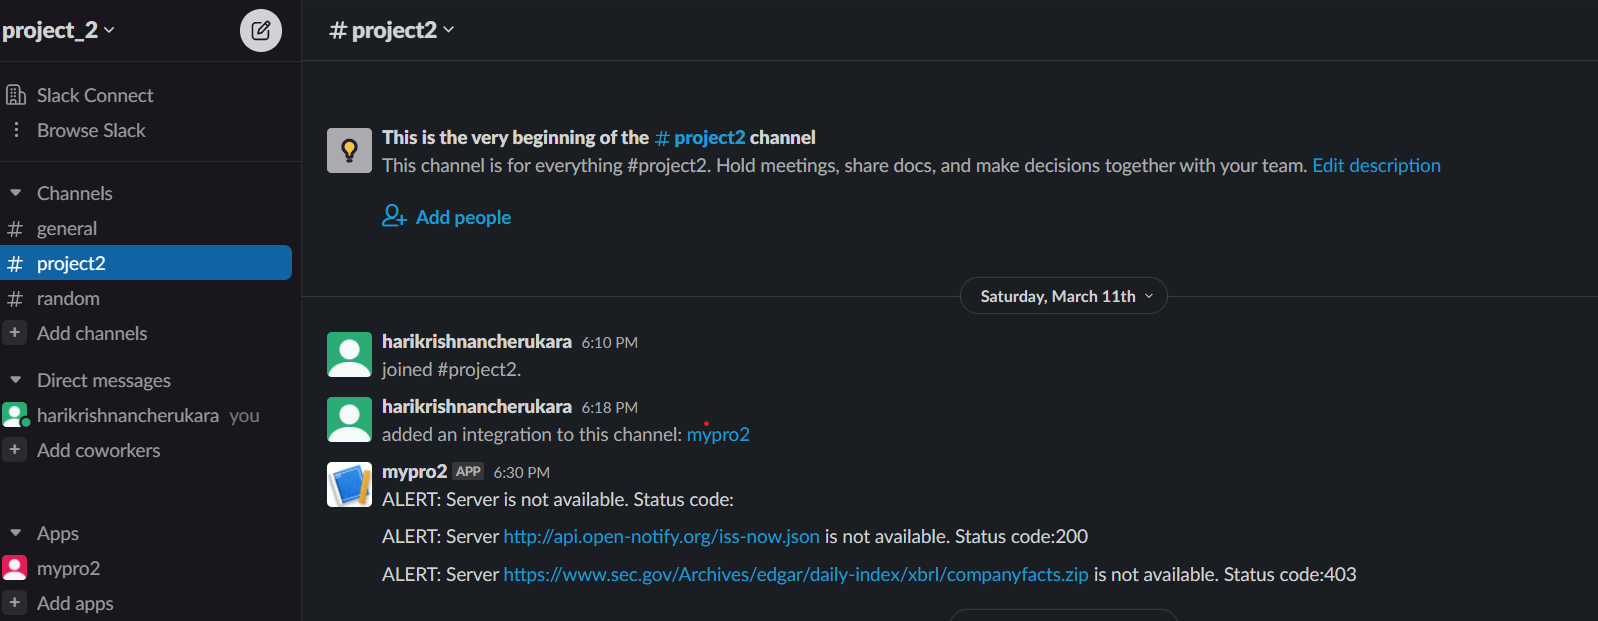 project_2
Slack Connect
Browse Slack
Channels
# general
# project2
# random
+ Add channels
Direct messages
harikrishnancherukara you
+ Add coworkers
Apps
mypro2
+ Add apps
# project2
This is the very beginning of the # project2 channel
This channel is for everything #project2. Hold meetings, share docs, and make decisions together with your team. Edit description
Add people
Saturday, March 11th
harikrishnancherukara 6:10 PM
joined #project2.
harikrishnancherukara 6:18 PM
added an integration to this channel: mypro2
mypro2 APP 6:30 PM
ALERT: Server is not available. Status code:
ALERT: Server http://api.open-notify.org/iss-now.json is not available. Status code:200
ALERT: Server https://www.sec.gov/Archives/edgar/daily-index/xbrl/companyfacts.zip is not available. Status code:403